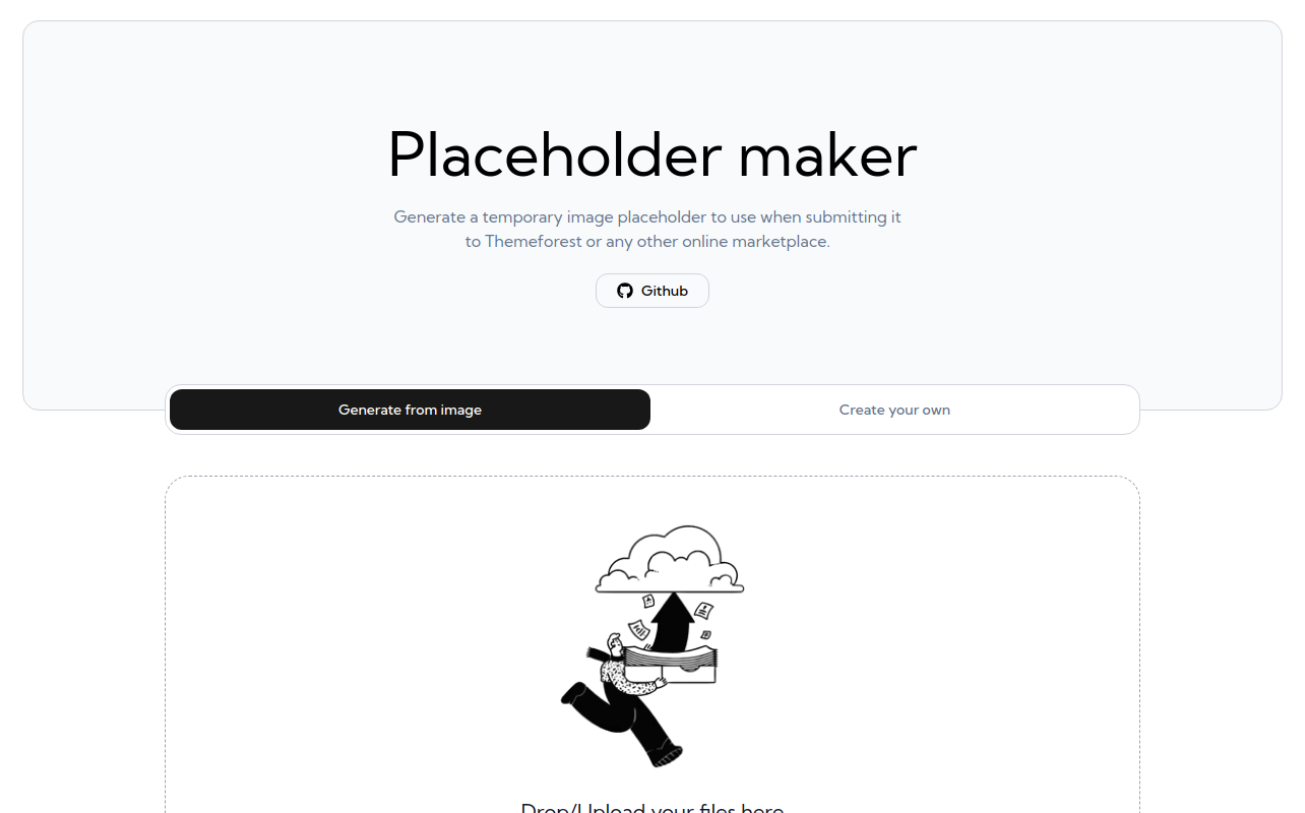 Placeholder maker
Generate a temporary image placeholder to use when submitting it
to Themeforest or any other online marketplace.
Github
Generate from image
Create your own
Drop/Upload your files here